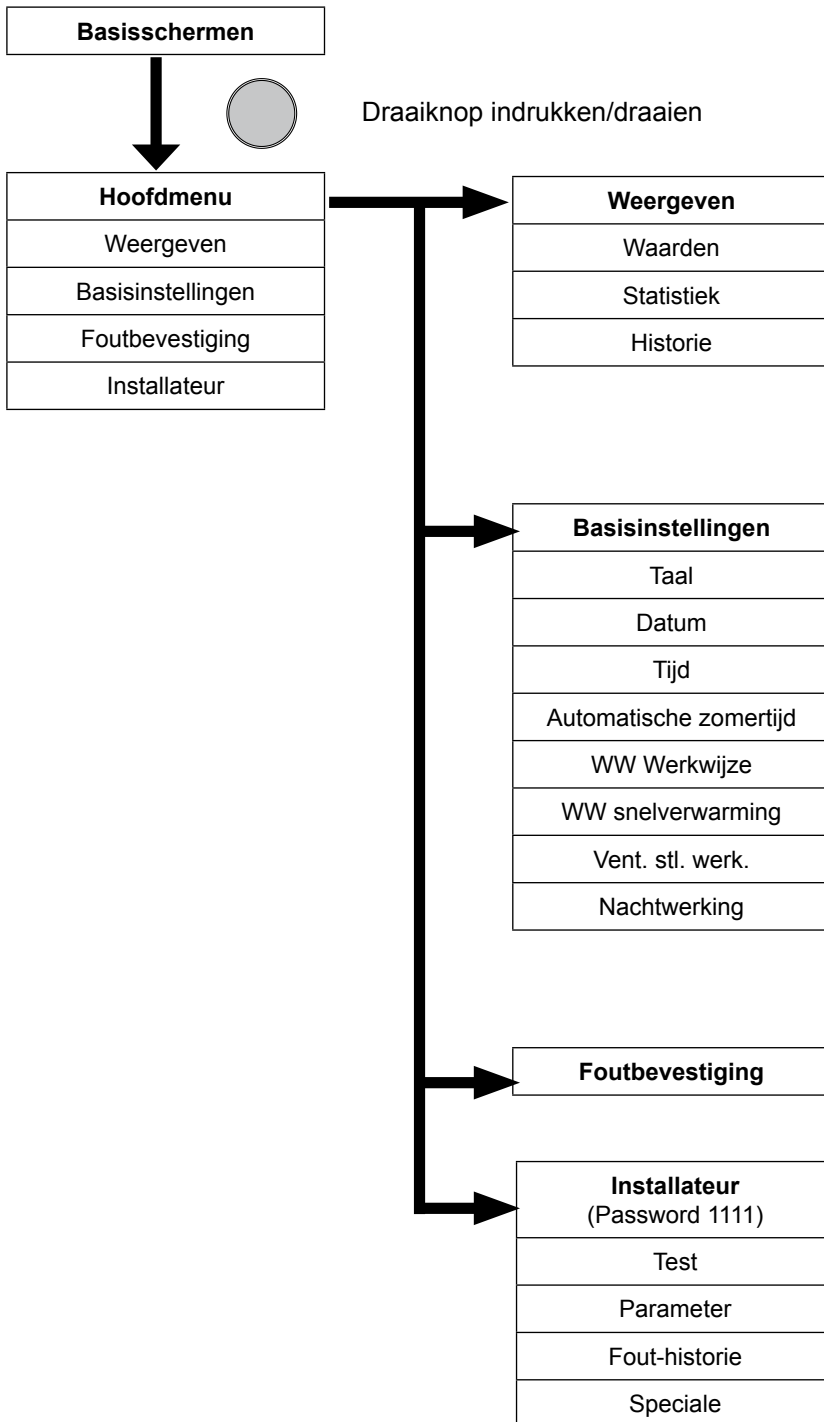 Basisschermen
Draaiknop indrukken/draaien
Hoofdmenu
Weergeven
Basisinstellingen
Foutbevestiging
Installateur
Weergeven
Waarden
Statistiek
Historie
Basisinstellingen
Taal
Datum
Tijd
Automatische zomertijd
WW Werkwijze
WW snelverwarming
Vent. stl. werk.
Nachtwerking
Foutbevestiging
Installateur
(Password 1111)
Test
Parameter
Fout-historie
Speciale